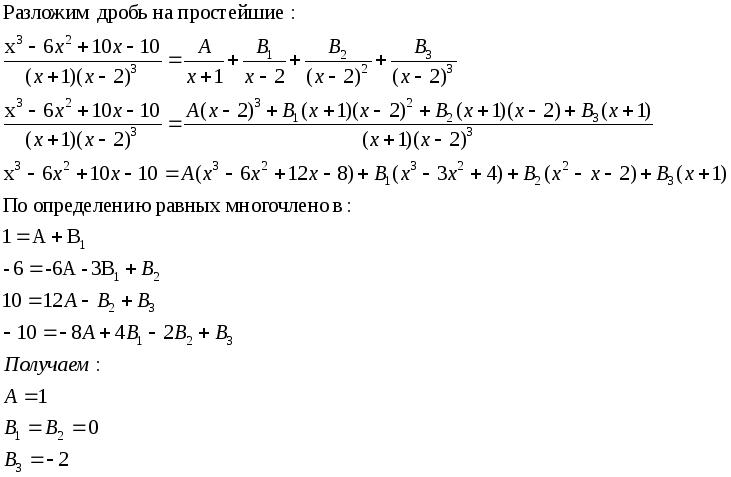 Разложим дробь на простейшие :
\frac{x^3 - 6x^2 + 10x - 10}{(x+1)(x-2)^3} = \frac{A}{x+1} + \frac{B_1}{x-2} + \frac{B_2}{(x-2)^2} + \frac{B_3}{(x-2)^3}
\frac{x^3 - 6x^2 + 10x - 10}{(x+1)(x-2)^3} = \frac{A(x-2)^3 + B_1(x+1)(x-2)^2 + B_2(x+1)(x-2) + B_3(x+1)}{(x+1)(x-2)^3}
x^3 - 6x^2 + 10x - 10 = A(x^3 - 6x^2 + 12x - 8) + B_1(x^3 - 3x^2 + 4) + B_2(x^2 - x - 2) + B_3(x+1)
По определению равных многочлено в :
1 = A + B_1
- 6 = -6A - 3B_1 + B_2
10 = 12A - B_2 + B_3
- 10 = - 8A + 4B_1 - 2B_2 + B_3
Получаем :
A = 1
B_1 = B_2 = 0
B_3 = - 2